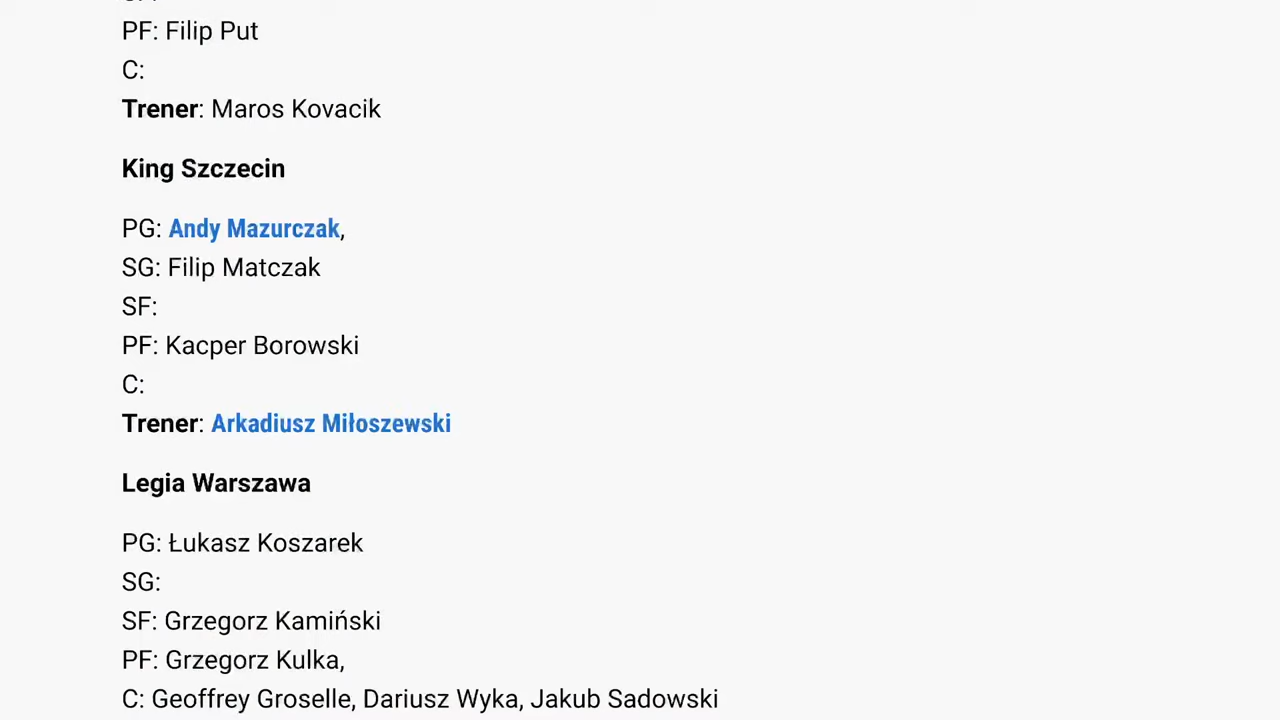 PF: Filip Put
C:
Trener: Maros Kovacik
King Szczecin
PG: Andy Mazurczak,
SG: Filip Matczak
SF:
PF: Kacper Borowski
C:
Trener: Arkadiusz Miłoszewski
Legia Warszawa
PG: Łukasz Koszarek
SG:
SF: Grzegorz Kamiński
PF: Grzegorz Kulka,
C: Geoffrey Groselle, Dariusz Wyka, Jakub Sadowski